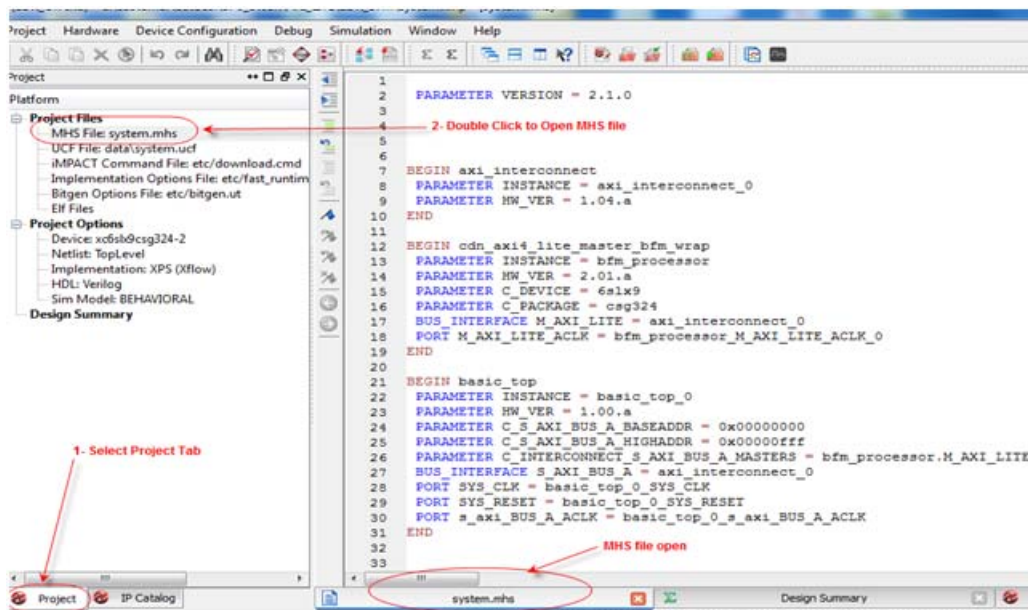 Project Hardware Device Configuration Debug Simulation Window Help
Project
Platform
Project Files
MHS File: system.mhs
UCF File: data\system.ucf
iMPACT Command File: etc/download.cmd
Implementation Options File: etc/fast_runtim
Bitgen Options File: etc/bitgen.ut
Elf Files
Project Options
Device: xc6slx9csg324-2
Netlist: TopLevel
Implementation: XPS (Xflow)
HDL: Verilog
Sim Model: BEHAVIORAL
Design Summary
1- Select Project Tab
Project
IP Catalog
1
2 PARAMETER VERSION = 2.1.0
3
4
2- Double Click to Open MHS file
5
6
7 BEGIN axi_interconnect
8 PARAMETER INSTANCE = axi_interconnect_0
9 PARAMETER HW_VER = 1.04.a
10 END
11
12 BEGIN cdn_axi4_lite_master_bfm_wrap
13 PARAMETER INSTANCE = bfm_processor
14 PARAMETER HW_VER = 2.01.a
15 PARAMETER C_DEVICE = 6slx9
16 PARAMETER C_PACKAGE = csg324
17 BUS_INTERFACE M_AXI_LITE = axi_interconnect_0
18 PORT M_AXI_LITE_ACLK = bfm_processor_M_AXI_LITE_ACLK_0
19 END
20
21 BEGIN basic_top
22 PARAMETER INSTANCE = basic_top_0
23 PARAMETER HW_VER = 1.00.a
24 PARAMETER C_S_AXI_BUS_A_BASEADDR = 0x00000000
25 PARAMETER C_S_AXI_BUS_A_HIGHADDR = 0x00000fff
26 PARAMETER C_INTERCONNECT_S_AXI_BUS_A_MASTERS = bfm_processor.M_AXI_LITE
27 BUS_INTERFACE S_AXI_BUS_A = axi_interconnect_0
28 PORT SYS_CLK = basic_top_0_SYS_CLK
29 PORT SYS_RESET = basic_top_0_SYS_RESET
30 PORT s_axi_BUS_A_ACLK = basic_top_0_s_axi_BUS_A_ACLK
31 END
32
MHS file open
33
system.mhs
Design Summary